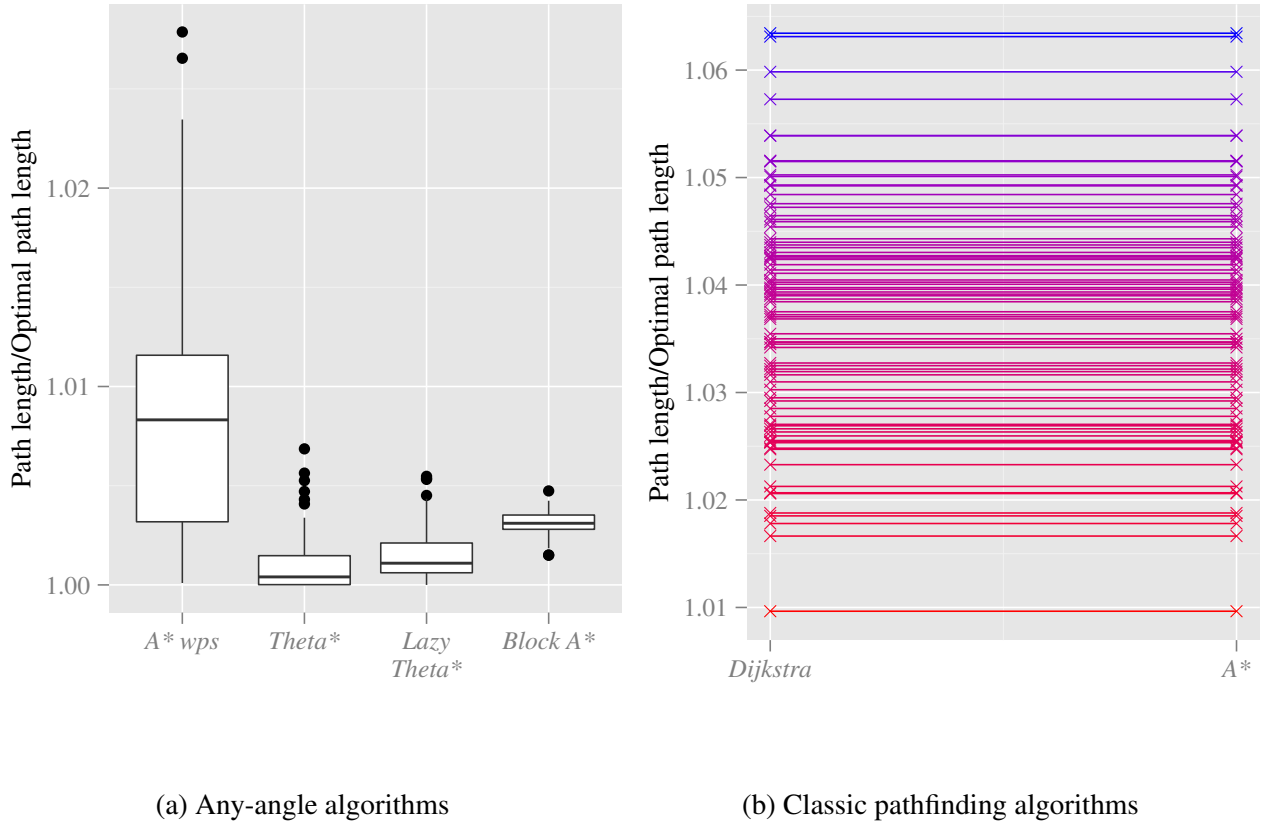 Path length/Optimal path length
1.02
1.01
1.00
A* wps
Theta*
Lazy
Theta*
Block A*
(a) Any-angle algorithms
Path length/Optimal path length
1.06
1.05
1.04
1.03
1.02
1.01
Dijkstra
A*
(b) Classic pathfinding algorithms